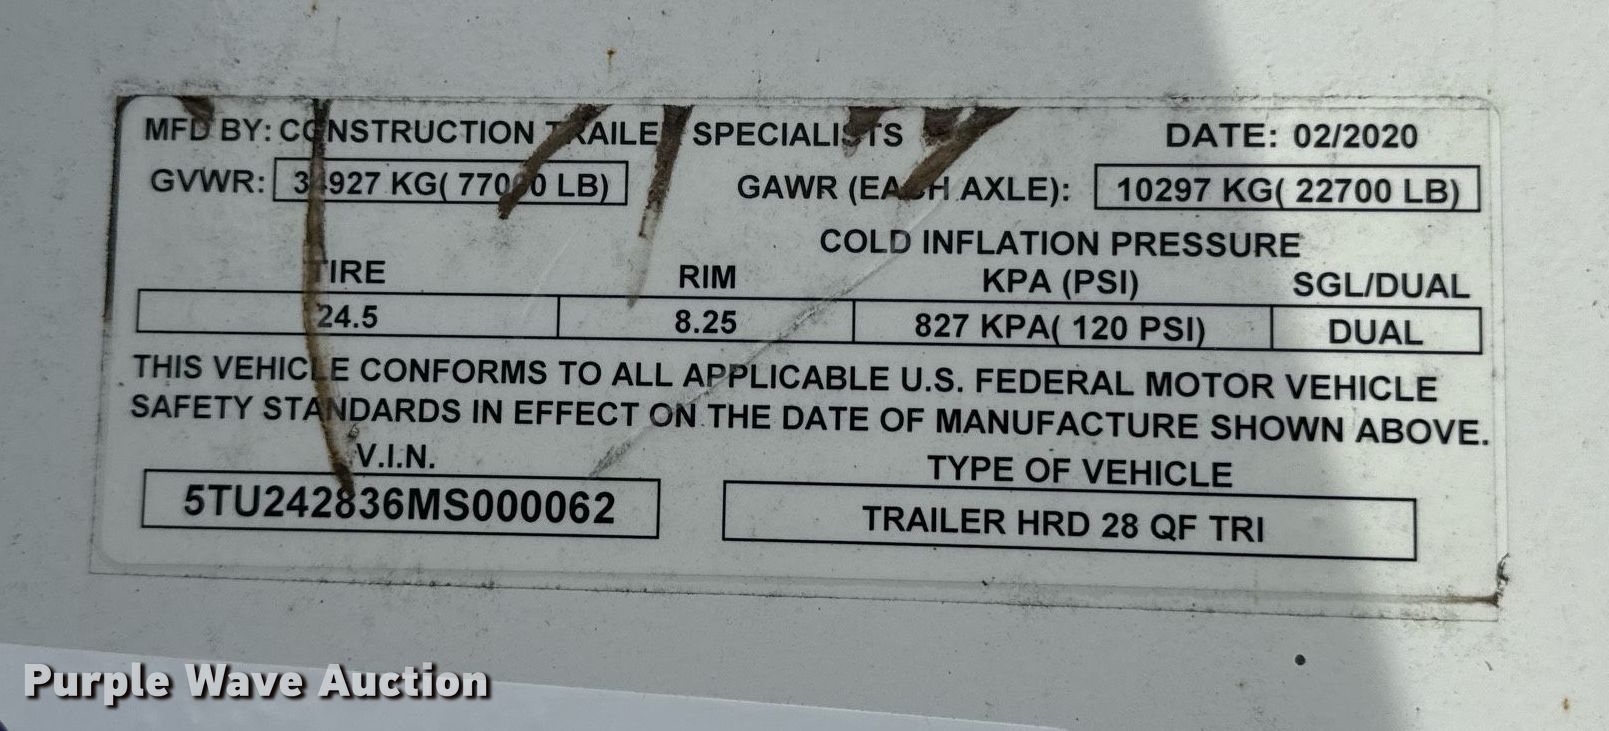 MFD BY: CONSTRUCTION TRAILER SPECIALISTS DATE: 02/2020
GVWR: 34927 KG( 77000 LB) GAWR (EACH AXLE): 10297 KG( 22700 LB)
COLD INFLATION PRESSURE
TIRE RIM KPA (PSI) SGL/DUAL
24.5 8.25 827 KPA( 120 PSI) DUAL
THIS VEHICLE CONFORMS TO ALL APPLICABLE U.S. FEDERAL MOTOR VEHICLE
SAFETY STANDARDS IN EFFECT ON THE DATE OF MANUFACTURE SHOWN ABOVE.
V.I.N. TYPE OF VEHICLE
5TU242836MS000062 TRAILER HRD 28 QF TRI
Purple Wave Auction